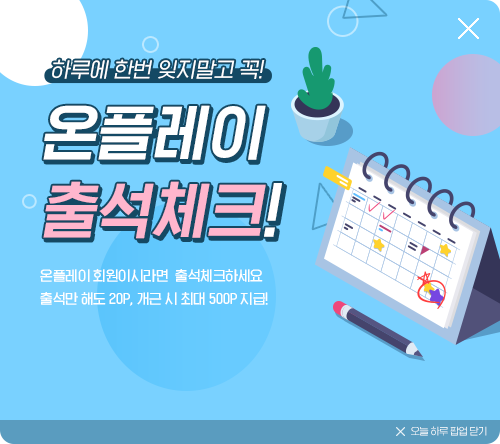 하루에 한번 잊지말고 꼭!
온플레이
출석체크!
온플레이 회원이시라면 출석체크하세요
출석만 해도 20P, 개근 시 최대 500P 지급!
오늘 하루 팝업 닫기